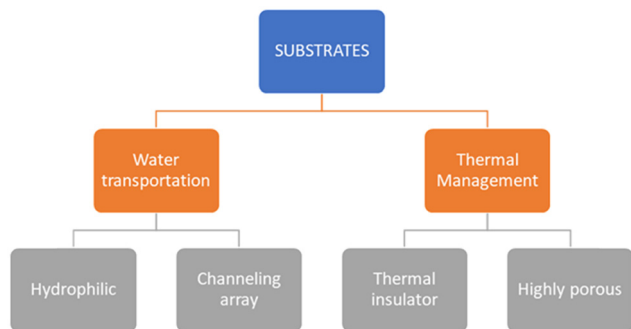 SUBSTRATES
Water
transportation
Thermal
Management
Hydrophilic
Channeling
array
Thermal
insulator
Highly porous